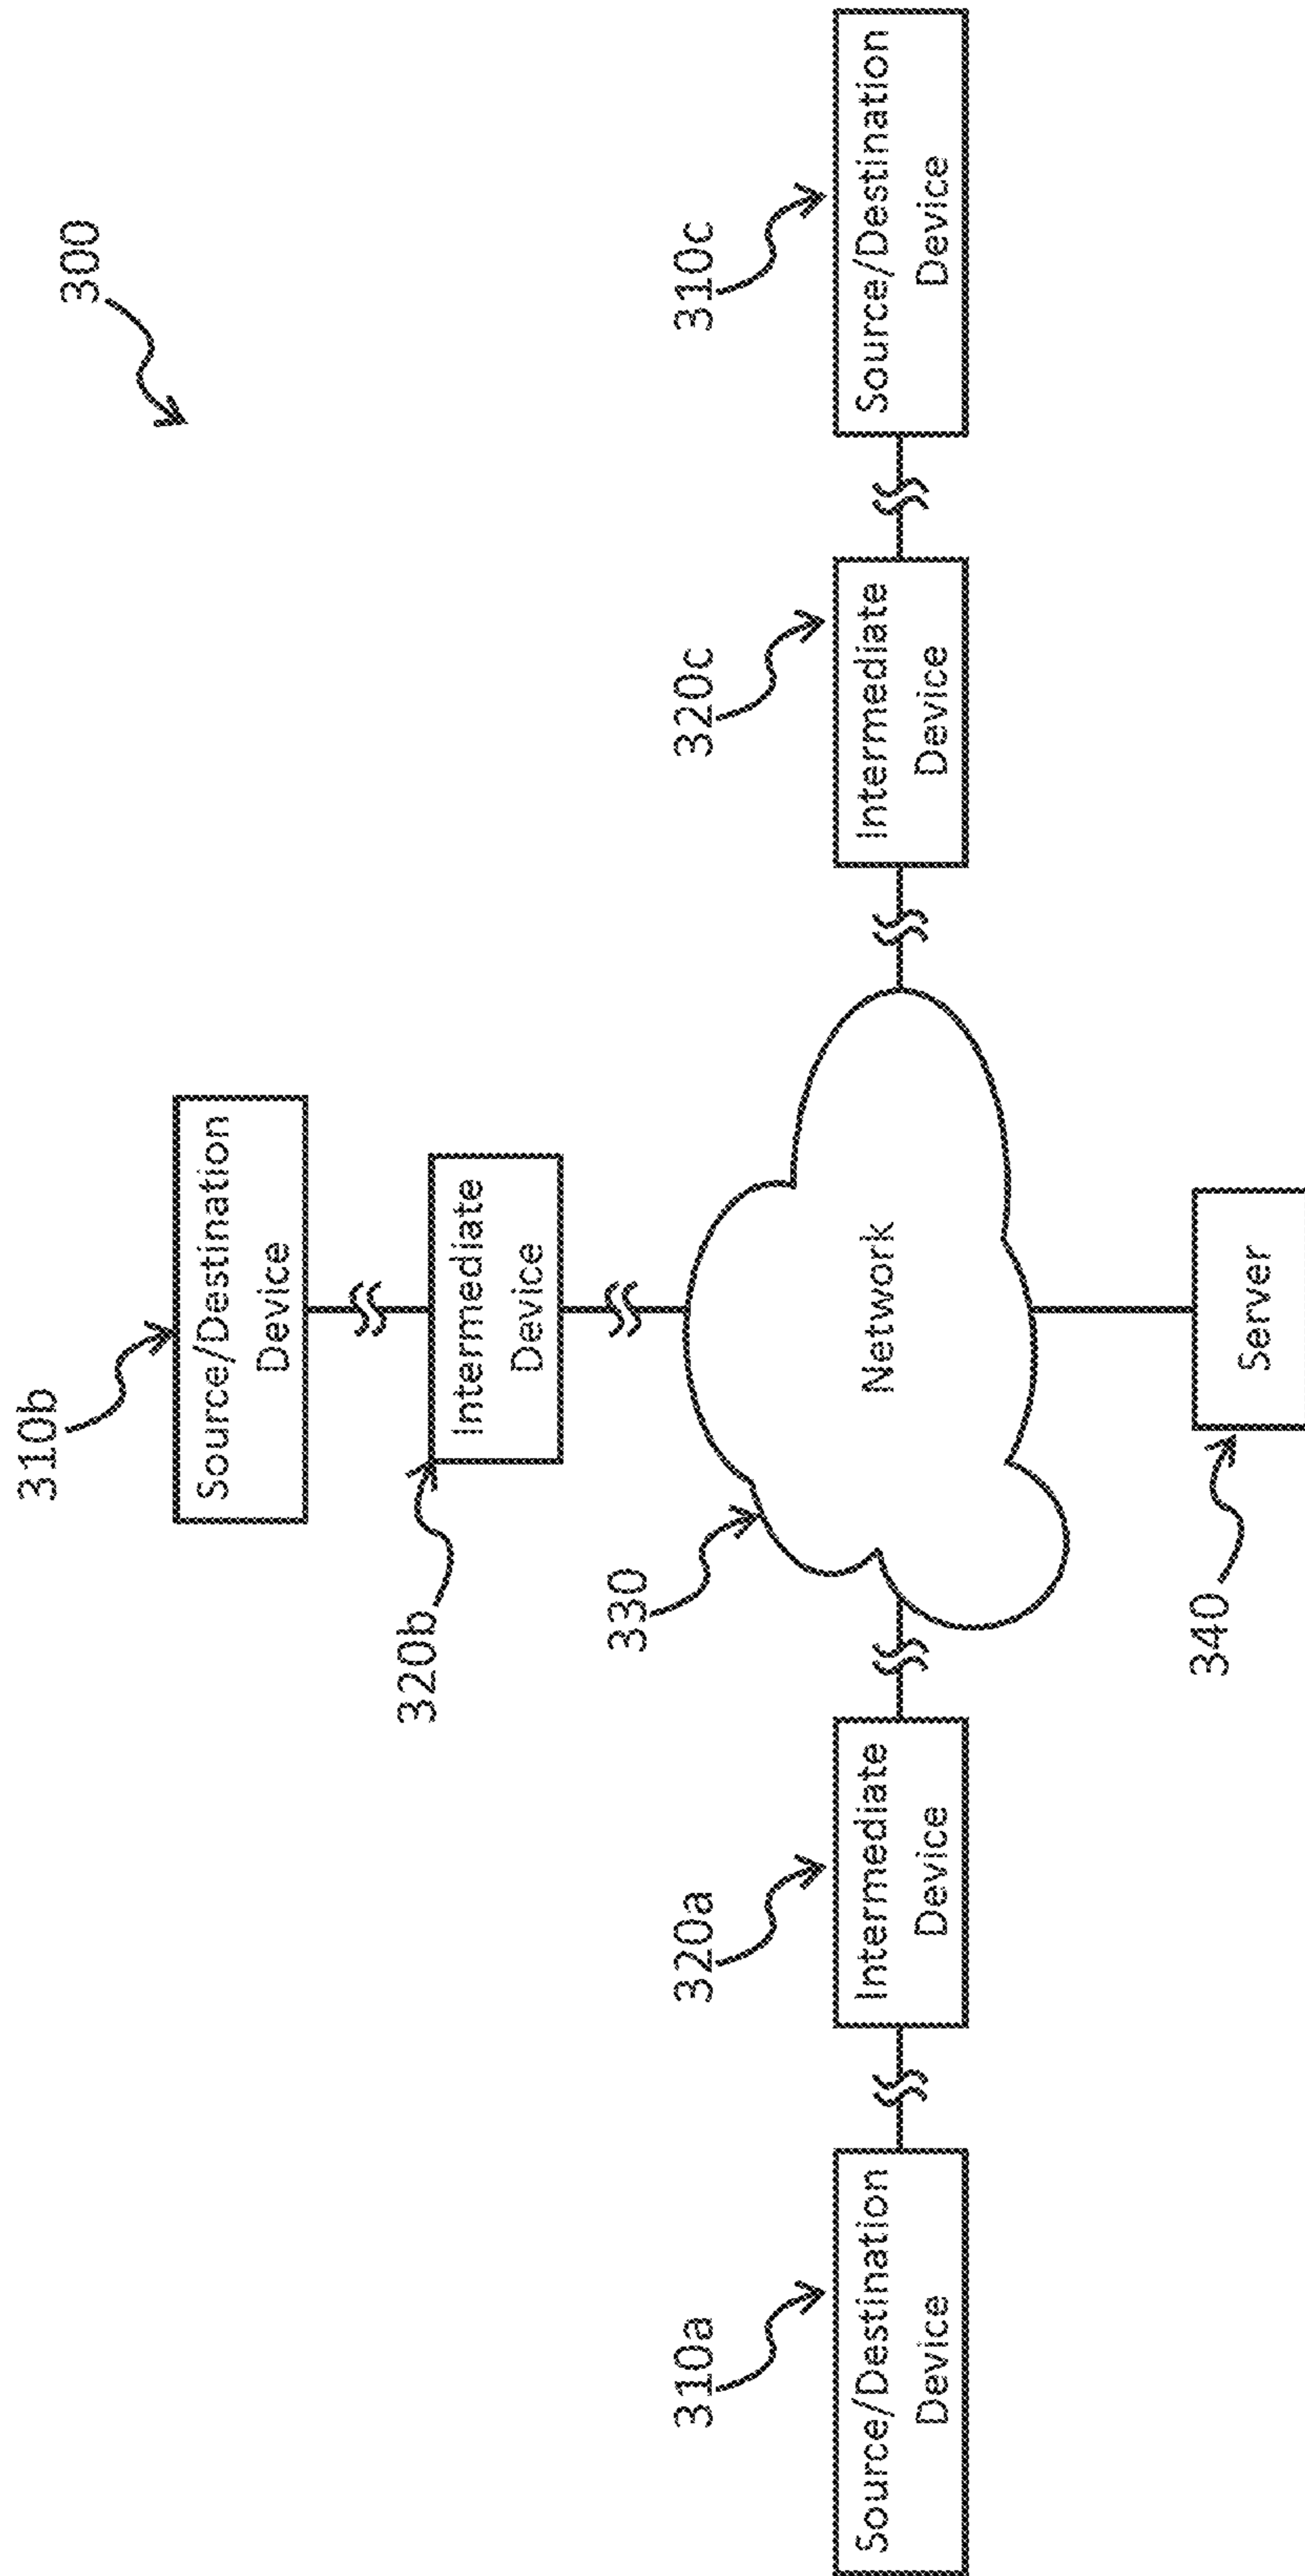 300
310b
Source/Destination
Device
320b
Intermediate
Device
330
Network
310a
Source/Destination
Device
320a
Intermediate
Device
320c
Intermediate
Device
310c
Source/Destination
Device
340
Server